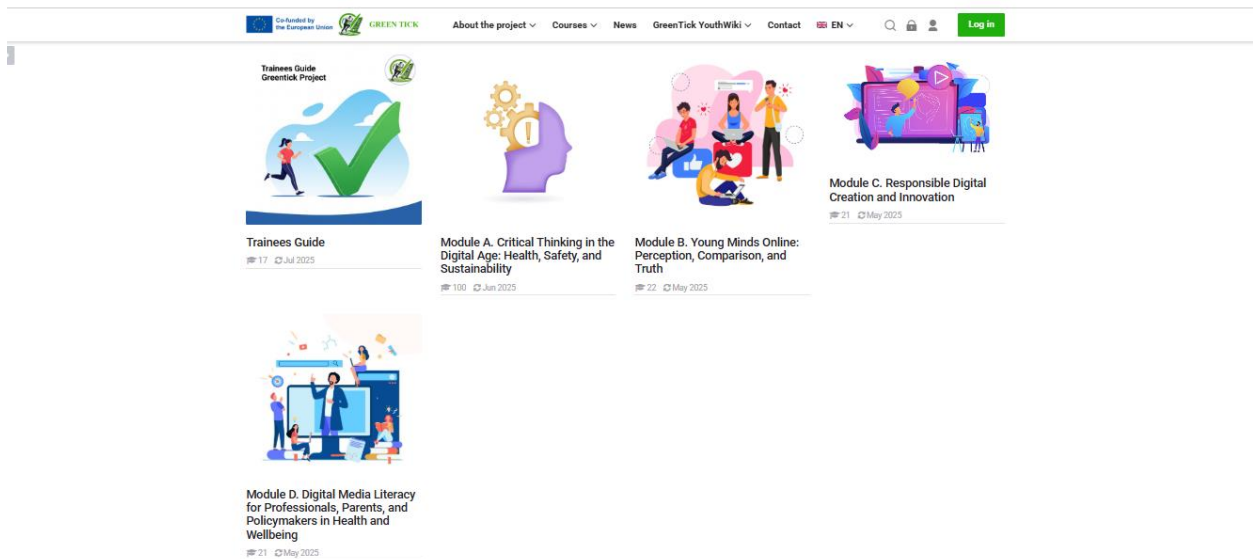 Co-funded by
the European Union
GREEN TICK
About the project
Courses
News
GreenTick YouthWiki
Contact
EN
Log in
Trainees Guide
Greentick Project
Trainees Guide
17 Jul 2025
Module A. Critical Thinking in the
Digital Age: Health, Safety, and
Sustainability
100 Jun 2025
Module B. Young Minds Online:
Perception, Comparison, and
Truth
22 May 2025
Module C. Responsible Digital
Creation and Innovation
21 May 2025
Module D. Digital Media Literacy
for Professionals, Parents, and
Policymakers in Health and
Wellbeing
21 May 2025